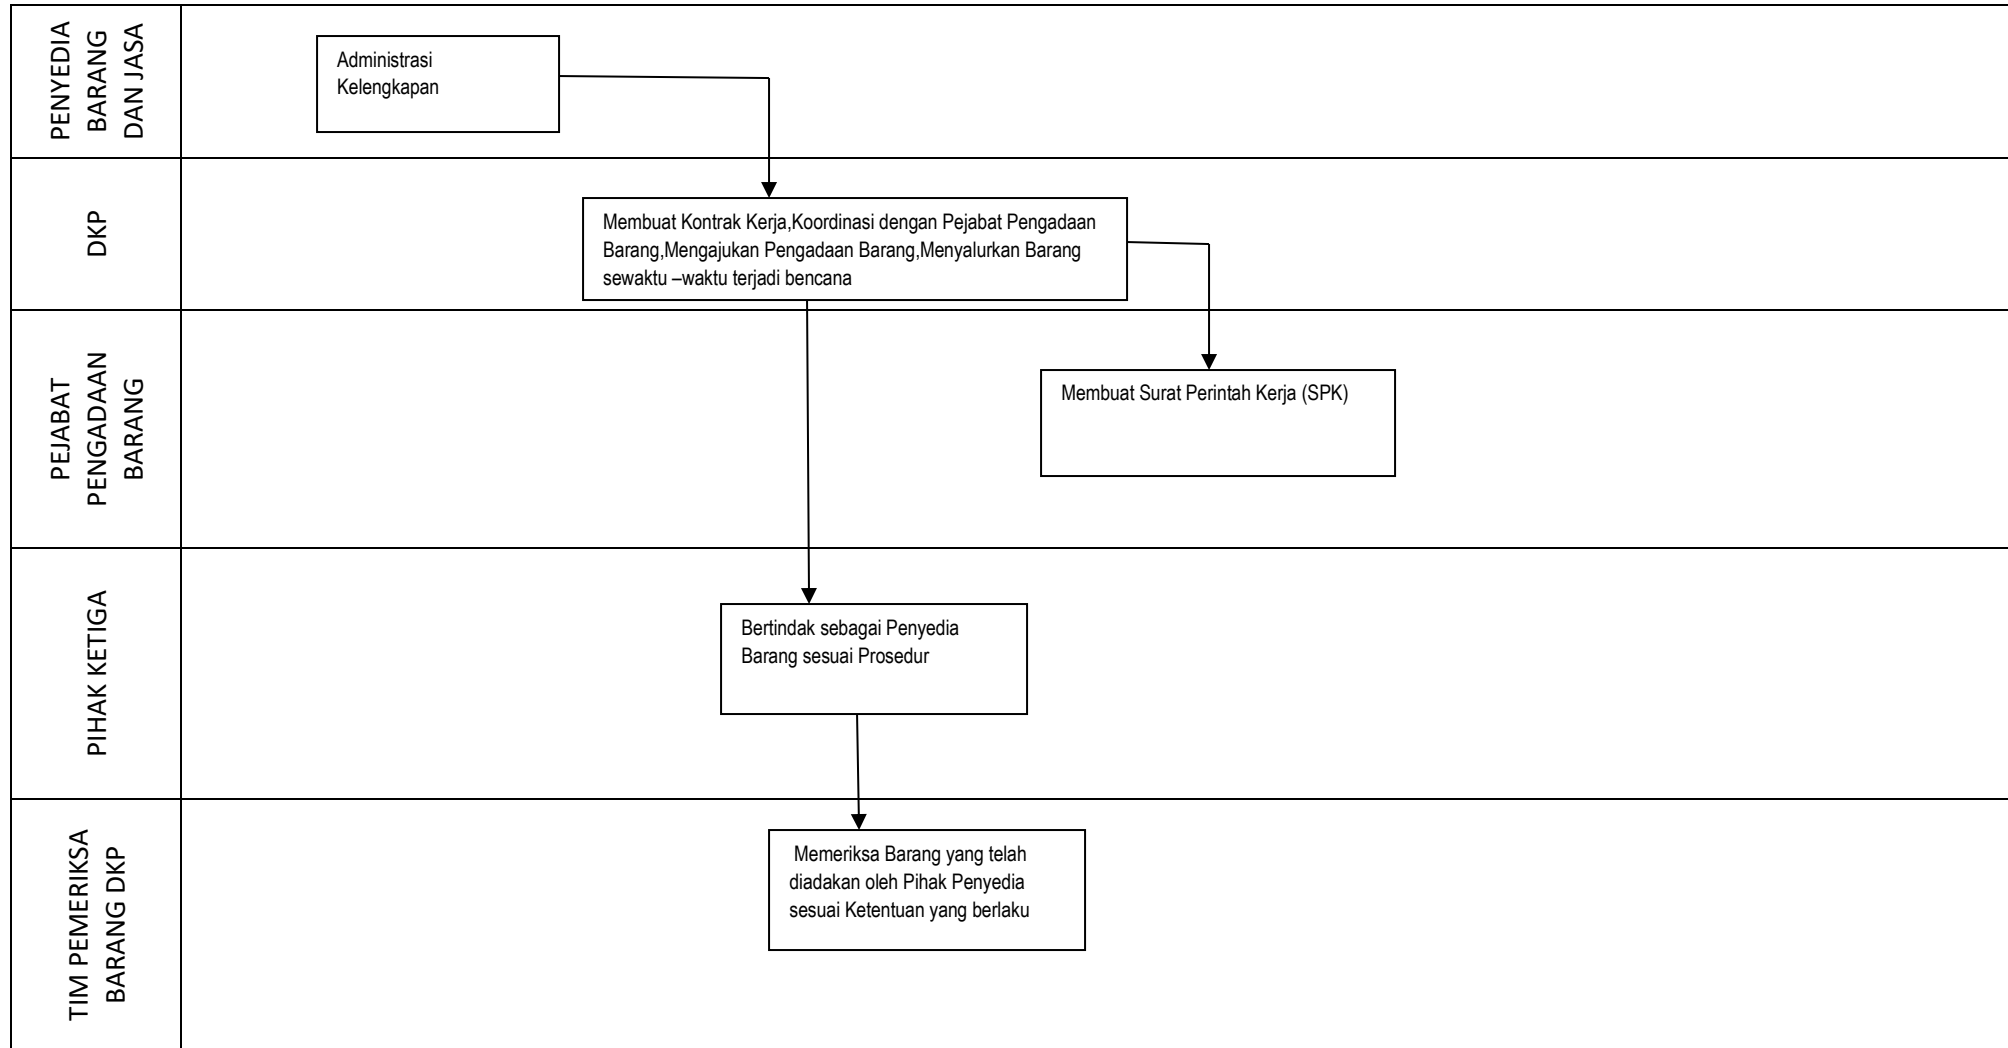 PENYEDIA
BARANG
DAN JASA
Administrasi
Kelengkapan
DKP
Membuat Kontrak Kerja,Koordinasi dengan Pejabat Pengadaan
Barang,Mengajukan Pengadaan Barang,Menyalurkan Barang
sewaktu –waktu terjadi bencana
PEJABAT
PENGADAAN
BARANG
Membuat Surat Perintah Kerja (SPK)
PIHAK KETIGA
Bertindak sebagai Penyedia
Barang sesuai Prosedur
TIM PEMERIKSA
BARANG DKP
Memeriksa Barang yang telah
diadakan oleh Pihak Penyedia
sesuai Ketentuan yang berlaku